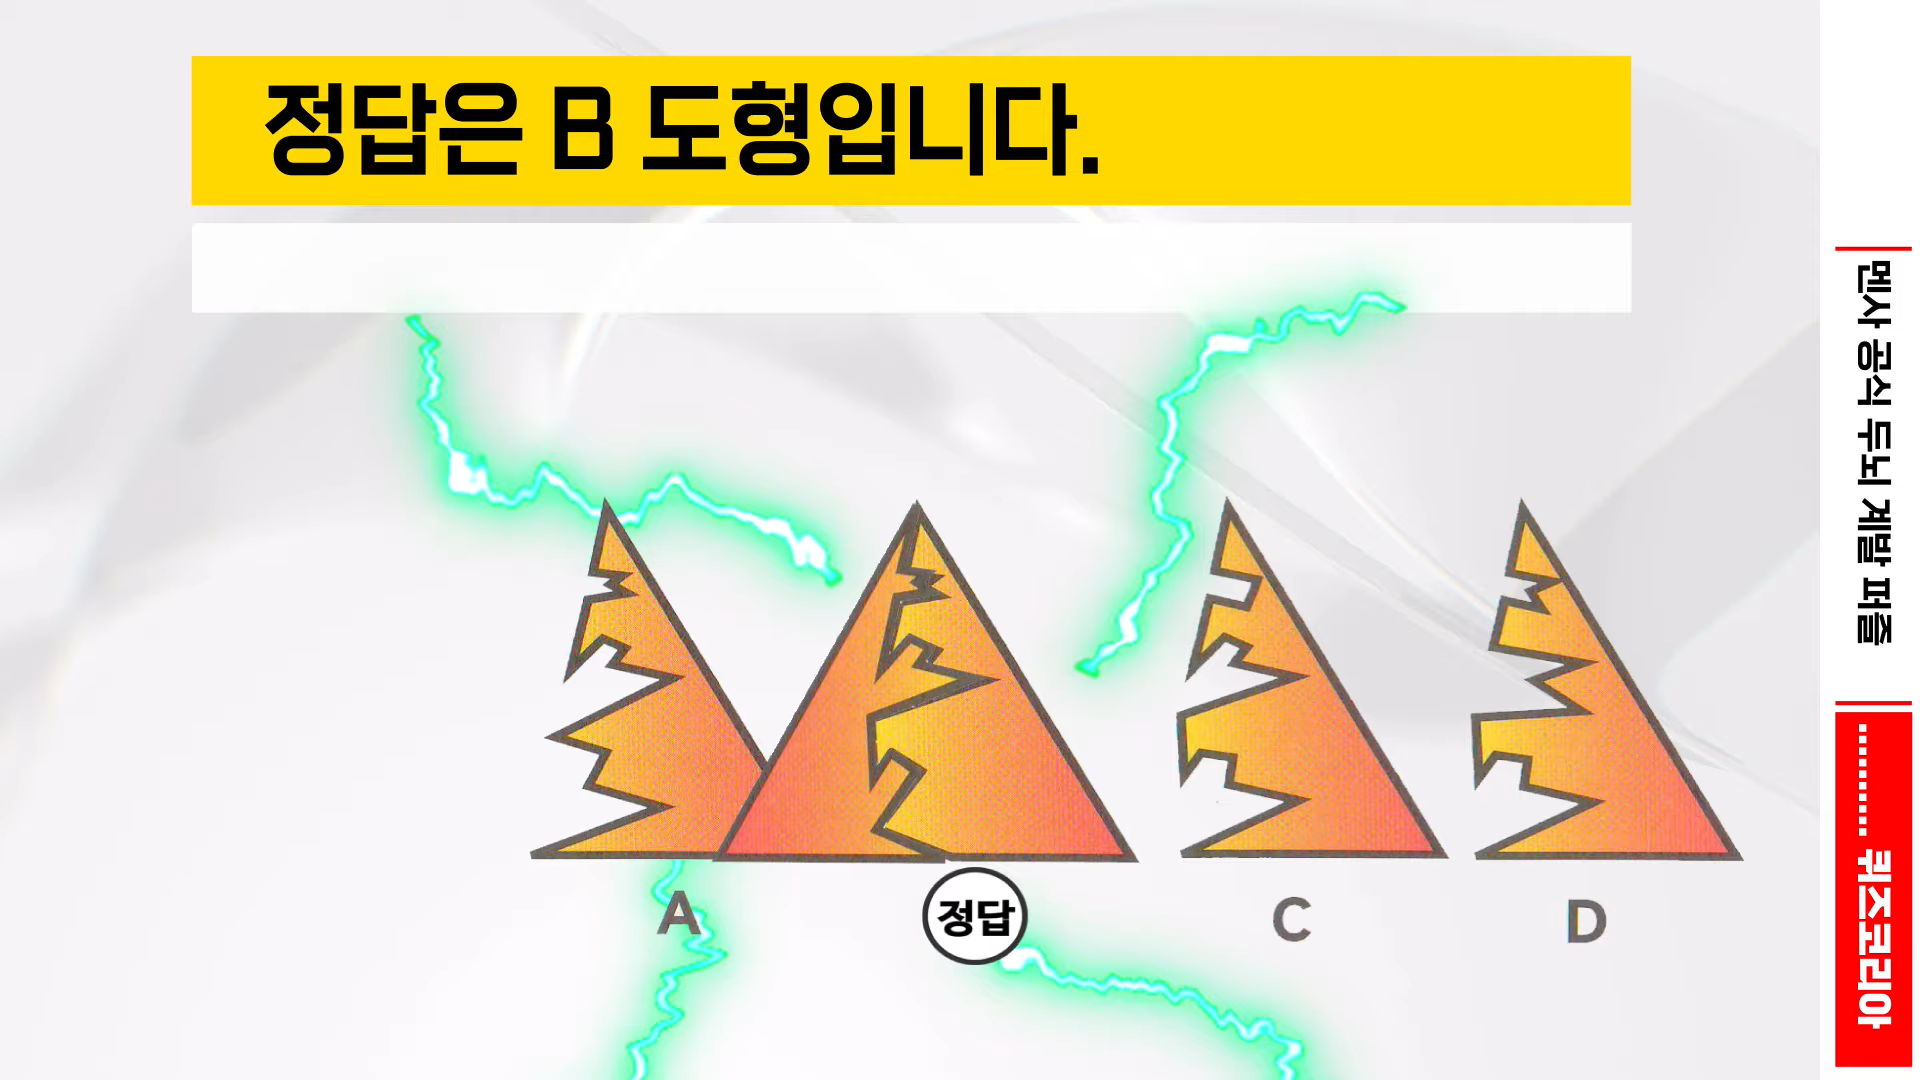 정답은 B 도형입니다.
A
정답
C
D
멘사 공식 두뇌 계발 퍼즐
.......... 퀴즈코리아